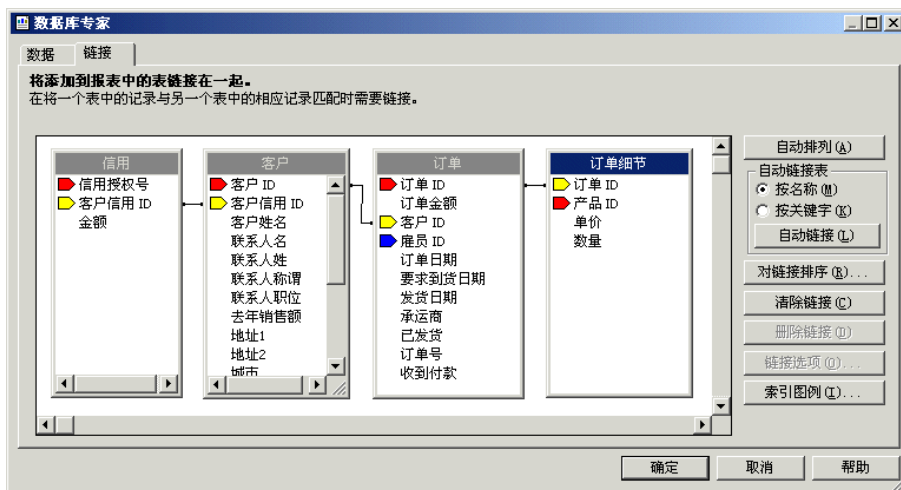 数据库专家
数据 链接
将添加到报表中的表链接在一起。
在将一个表中的记录与另一个表中的相应记录匹配时需要链接。
信用
信用授权号
客户信用 ID
金额
客户
客户 ID
客户信用 ID
客户姓名
联系人名
联系人姓
联系人称谓
联系人职位
去年销售额
地址1
地址2
城市
订单
订单 ID
订单金额
客户 ID
雇员 ID
订单日期
要求到货日期
发货日期
承运商
已发货
订单号
收到付款
订单细节
订单 ID
产品 ID
单价
数量
自动排列(A)
自动链接表
按名称(M)
按关键字(K)
自动链接(L)
对链接排序(R)...
清除链接(C)
删除链接(D)
链接选项(O)...
索引图例(I)...
确定 取消 帮助